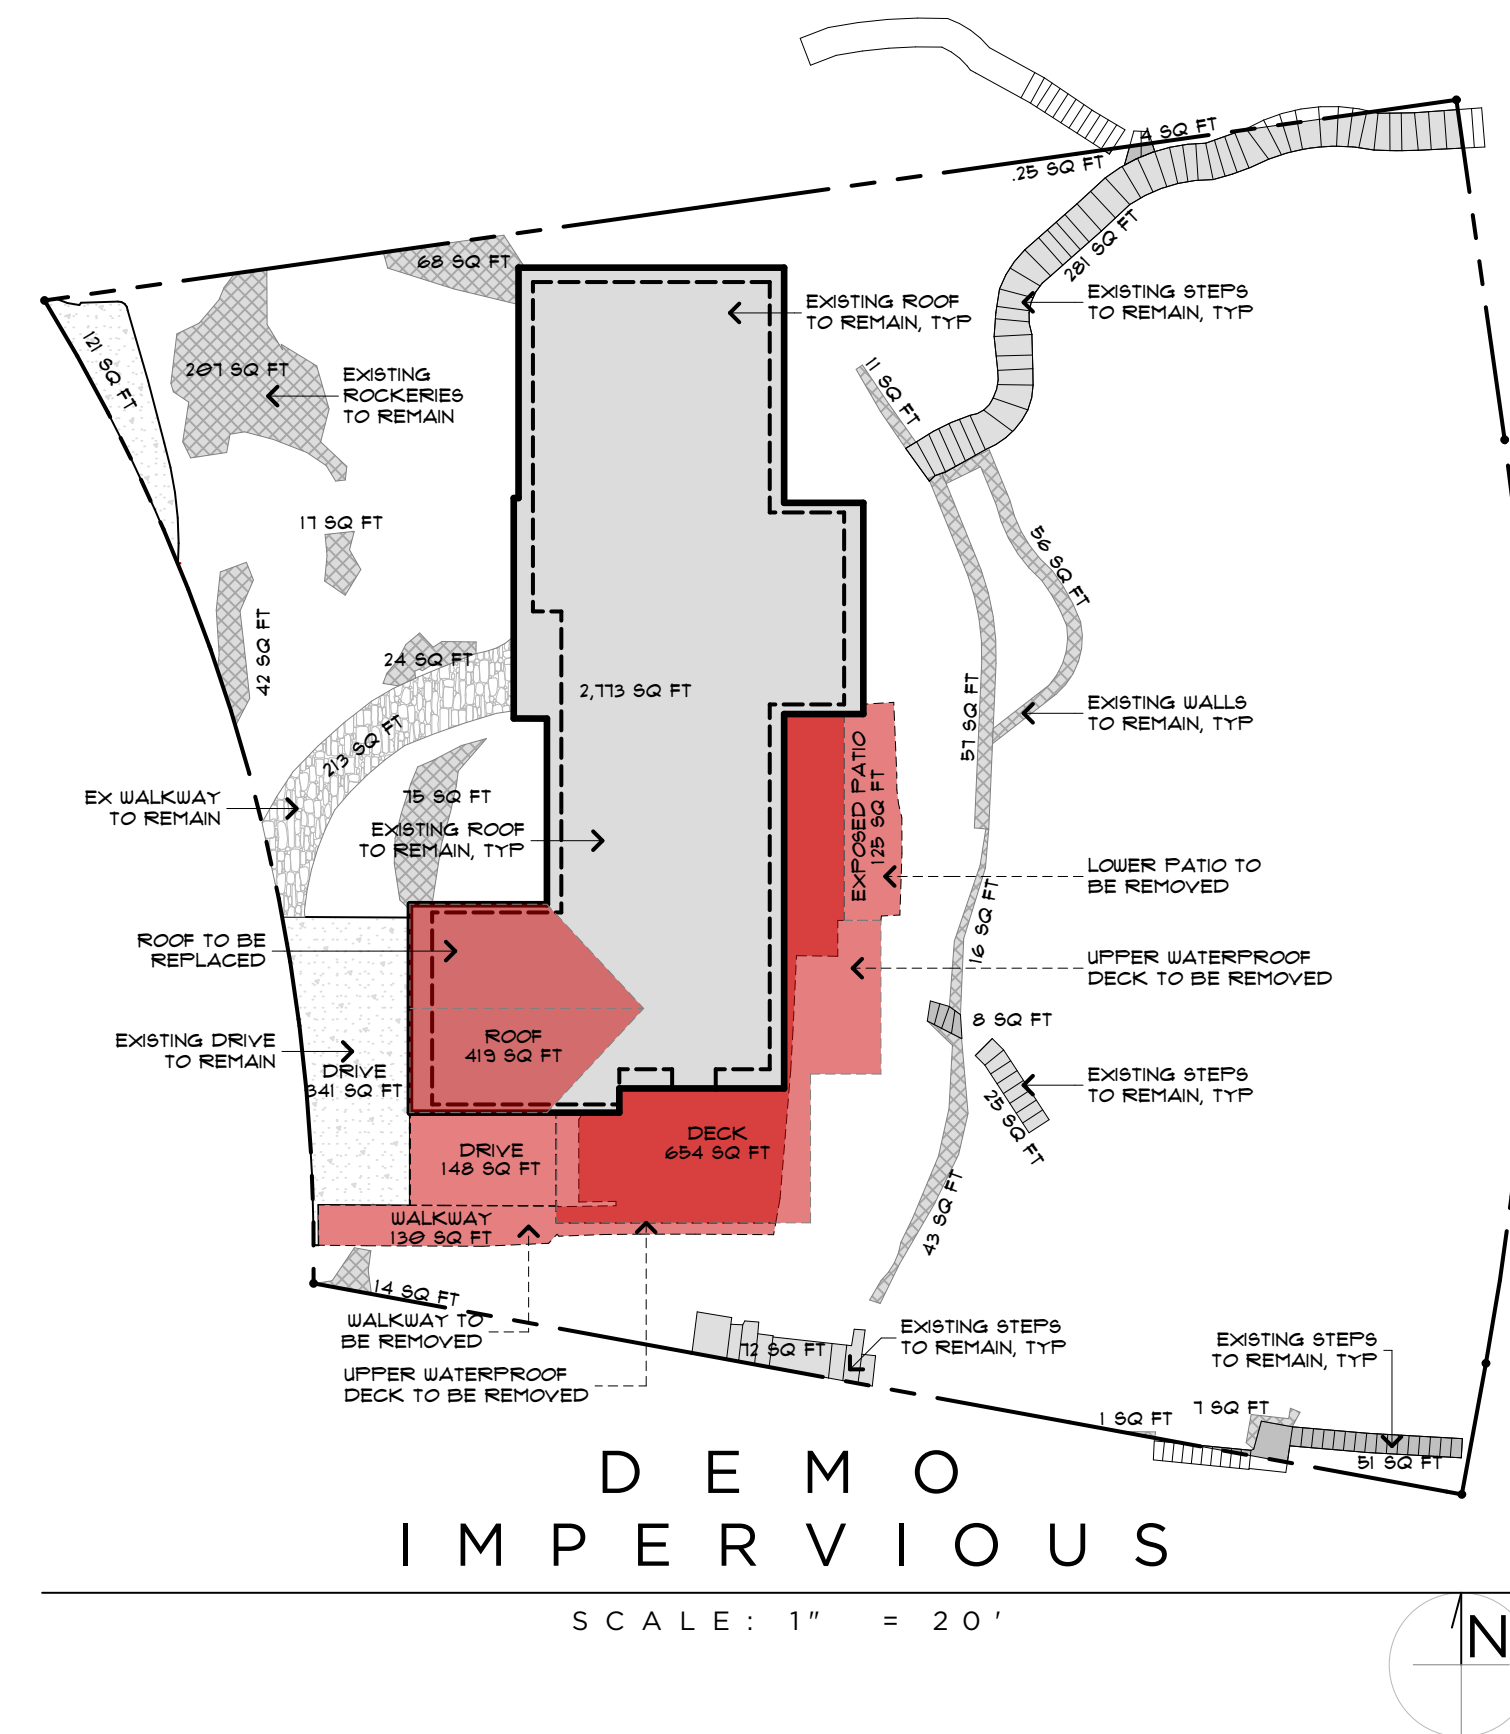 4 SQ FT
.25 SQ FT
281 SQ FT
68 SQ FT
EXISTING ROOF
TO REMAIN, TYP
EXISTING STEPS
TO REMAIN, TYP
121 SQ FT
207 SQ FT
EXISTING
ROCKERIES
TO REMAIN
11 SQ FT
17 SQ FT
56 SQ FT
42 SQ FT
24 SQ FT
2,773 SQ FT
57 SQ FT
EXISTING WALLS
TO REMAIN, TYP
213 SQ FT
EX WALKWAY
TO REMAIN
75 SQ FT
EXISTING ROOF
TO REMAIN, TYP
EXPOSED PATIO
125 SQ FT
LOWER PATIO TO
BE REMOVED
16 SQ FT
ROOF TO BE
REPLACED
UPPER WATERPROOF
DECK TO BE REMOVED
8 SQ FT
ROOF
419 SQ FT
EXISTING DRIVE
TO REMAIN
DRIVE
341 SQ FT
EXISTING STEPS
TO REMAIN, TYP
25 SQ FT
DECK
654 SQ FT
DRIVE
148 SQ FT
WALKWAY
130 SQ FT
43 SQ FT
14 SQ FT
WALKWAY TO
BE REMOVED
UPPER WATERPROOF
DECK TO BE REMOVED
72 SQ FT
EXISTING STEPS
TO REMAIN, TYP
EXISTING STEPS
TO REMAIN, TYP
1 SQ FT
7 SQ FT
51 SQ FT
DEMO
IMPERVIOUS
SCALE: 1" = 20'
N